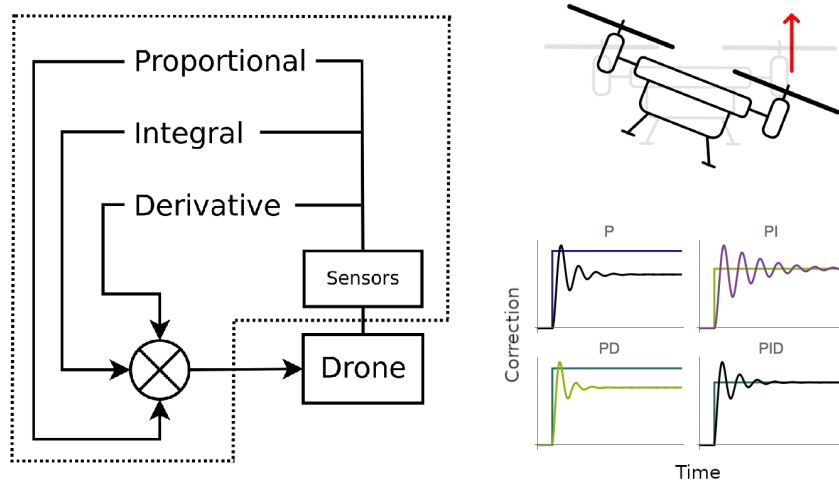 Proportional
Integral
Derivative
Sensors
Drone
P
PI
PD
PID
Correction
Time